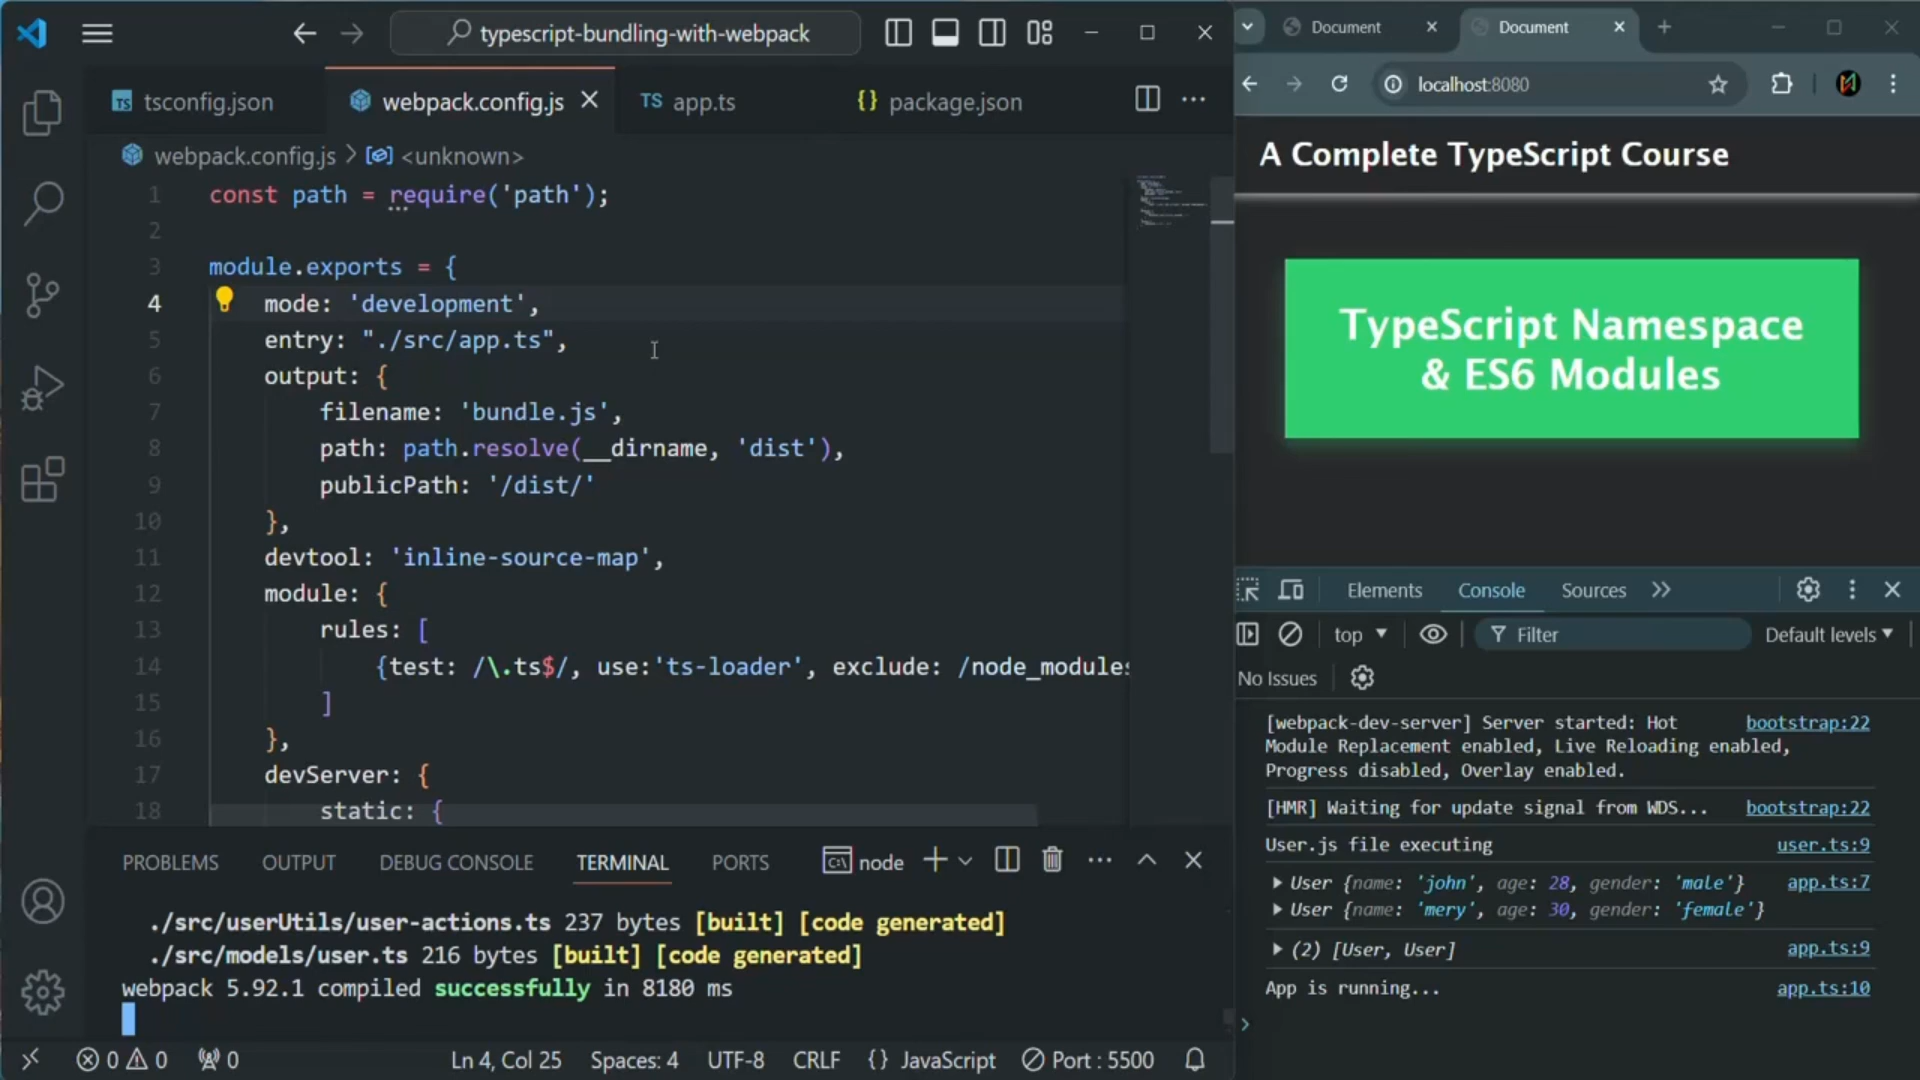 typescript-bundling-with-webpack
TS tsconfig.json
webpack.config.js
TS app.ts
{} package.json
webpack.config.js > <unknown>
1 const path = require('path');
2
3 module.exports = {
4 mode: 'development',
5 entry: "./src/app.ts",
6 output: {
7 filename: 'bundle.js',
8 path: path.resolve(__dirname, 'dist'),
9 publicPath: '/dist/'
10 },
11 devtool: 'inline-source-map',
12 module: {
13 rules: [
14 {test: /\.ts$/, use:'ts-loader', exclude: /node_modules
15 ]
16 },
17 devServer: {
18 static: {
PROBLEMS OUTPUT DEBUG CONSOLE TERMINAL PORTS node
./src/userUtils/user-actions.ts 237 bytes [built] [code generated]
./src/models/user.ts 216 bytes [built] [code generated]
webpack 5.92.1 compiled successfully in 8180 ms
0 0 0 Ln 4, Col 25 Spaces: 4 UTF-8 CRLF {} JavaScript Port : 5500
Document Document
localhost:8080
A Complete TypeScript Course
TypeScript Namespace
& ES6 Modules
Elements Console Sources
top Filter Default levels
No Issues
[webpack-dev-server] Server started: Hot bootstrap:22
Module Replacement enabled, Live Reloading enabled,
Progress disabled, Overlay enabled.
[HMR] Waiting for update signal from WDS... bootstrap:22
User.js file executing user.ts:9
User {name: 'john', age: 28, gender: 'male'} app.ts:7
User {name: 'mery', age: 30, gender: 'female'}
(2) [User, User] app.ts:9
App is running... app.ts:10